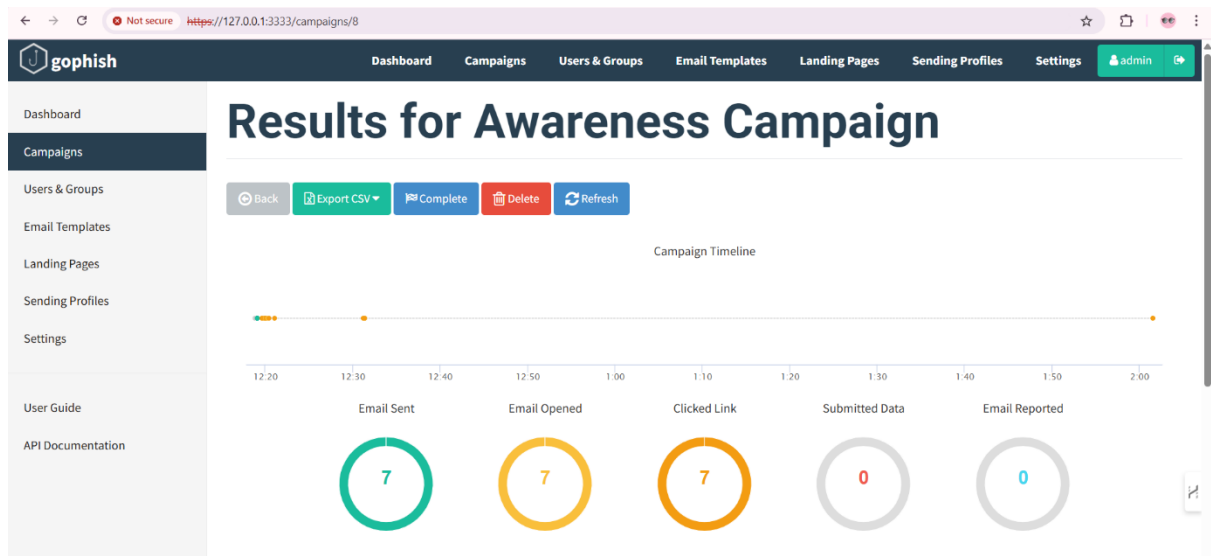 Not secure https://127.0.0.1:3333/campaigns/8
gophish Dashboard Campaigns Users & Groups Email Templates Landing Pages Sending Profiles Settings admin
Dashboard
Campaigns
Users & Groups
Email Templates
Landing Pages
Sending Profiles
Settings
User Guide
API Documentation
Results for Awareness Campaign
Back Export CSV Complete Delete Refresh
Campaign Timeline
12:20 12:30 12:40 12:50 1:00 1:10 1:20 1:30 1:40 1:50 2:00
Email Sent Email Opened Clicked Link Submitted Data Email Reported
7 7 7 0 0